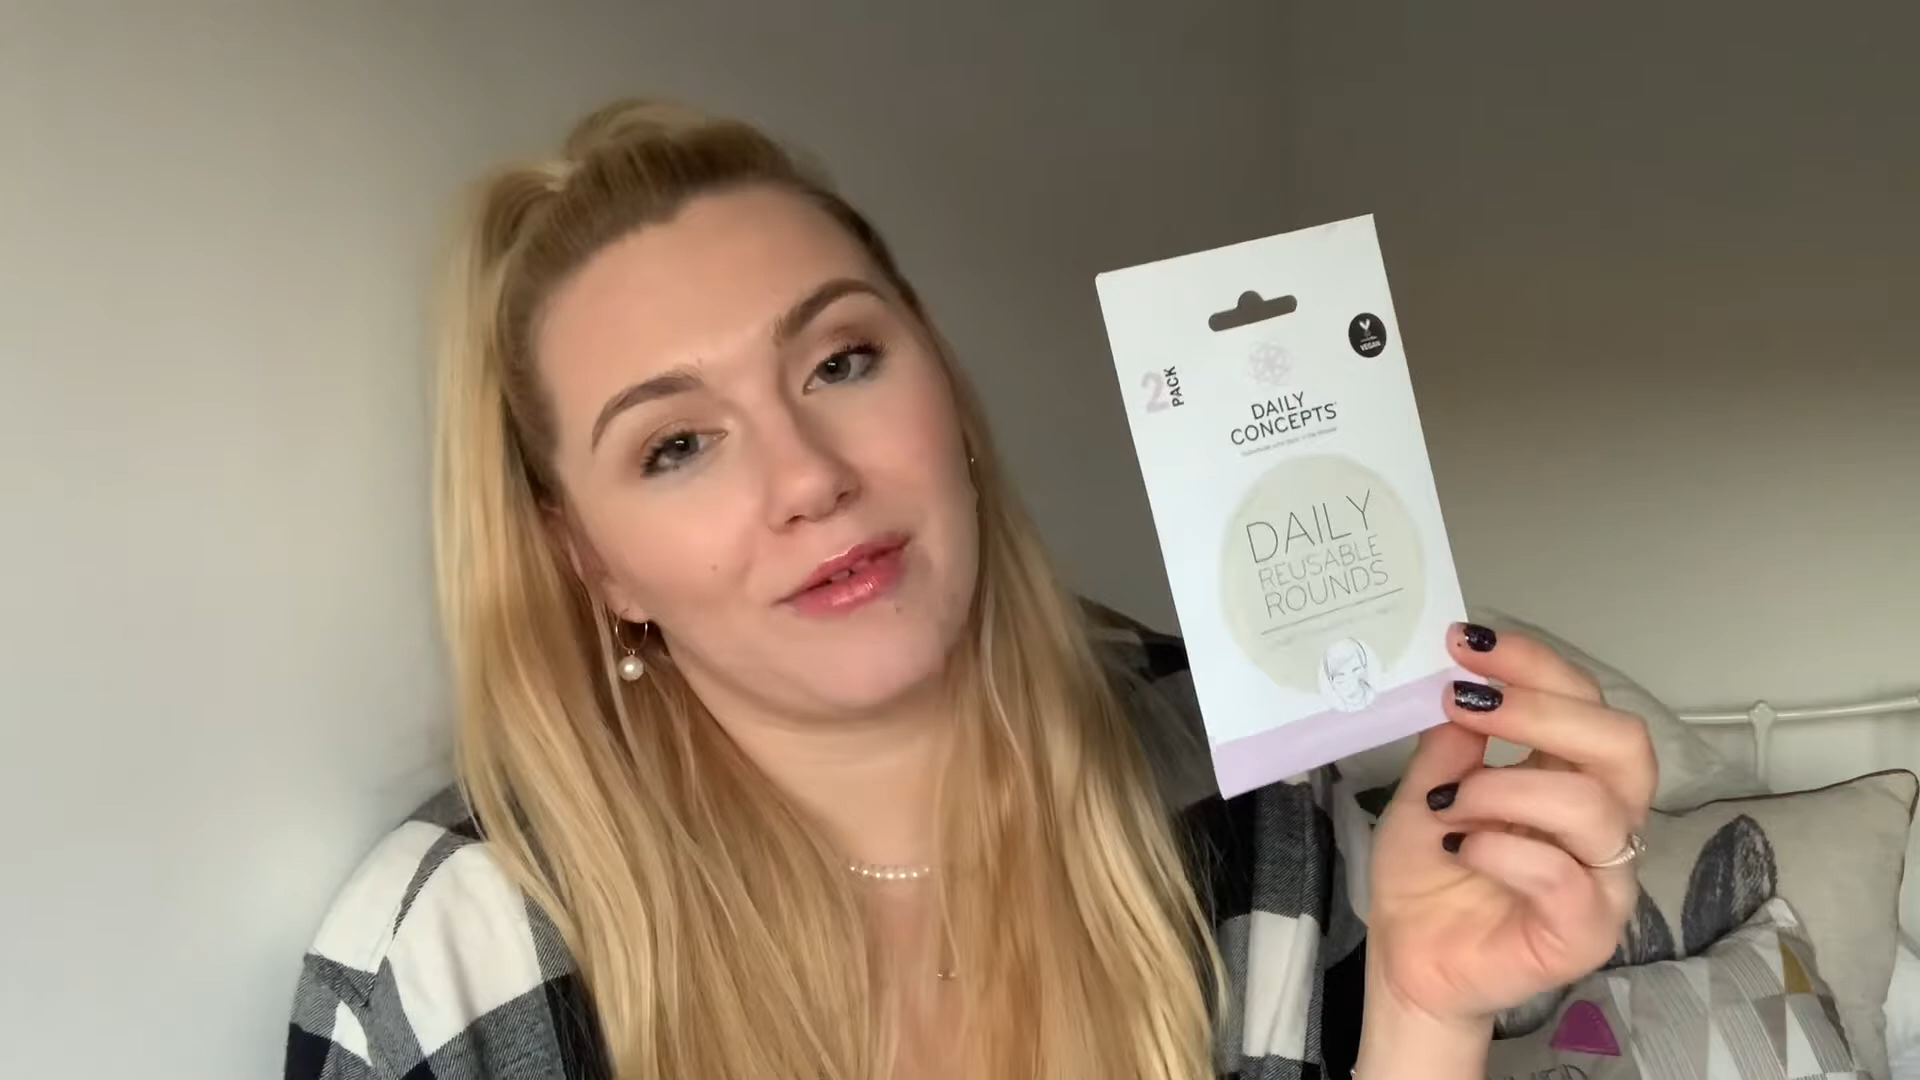 VEGAN
2
PACK
DAILY
CONCEPTS
DAILY
REUSABLE
ROUNDS